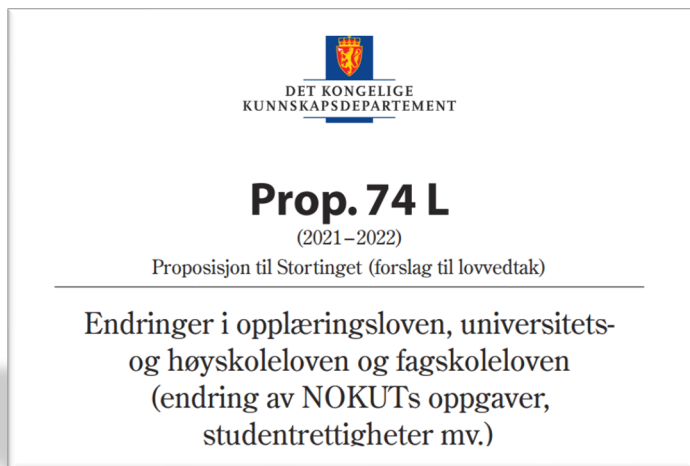 DET KONGELIGE
KUNNSKAPSDEPARTEMENT
Prop. 74 L
(2021–2022)
Proposisjon til Stortinget (forslag til lovvedtak)
Endringer i opplæringsloven, universitets-
og høyskoleloven og fagskoleloven
(endring av NOKUTs oppgaver,
studentrettigheter mv.)